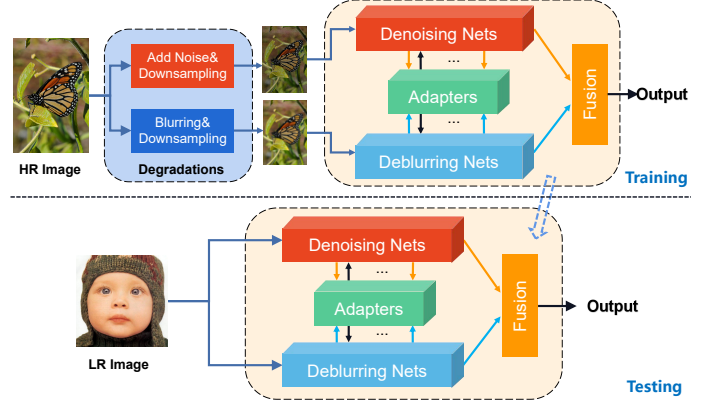 HR Image
Add Noise&
Downsampling
Blurring&
Downsampling
Degradations
Denoising Nets
...
Adapters
...
Deblurring Nets
Fusion
Output
Training
LR Image
Denoising Nets
...
Adapters
...
Deblurring Nets
Fusion
Output
Testing